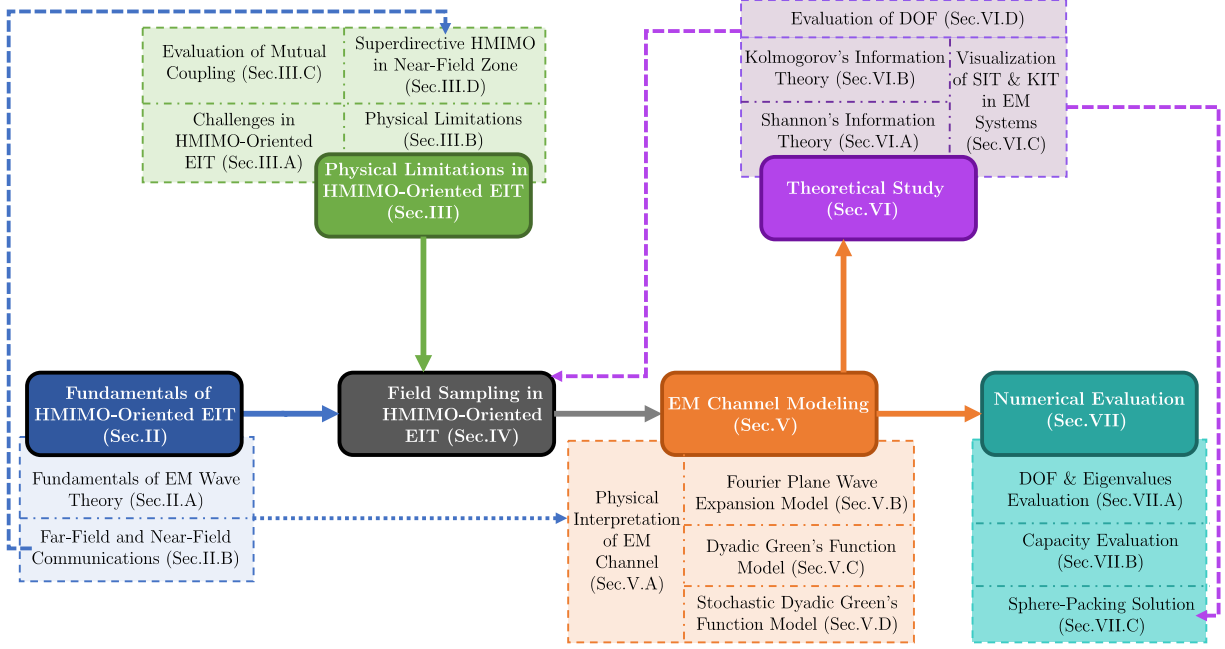 Evaluation of Mutual
Coupling (Sec.III.C)
Superdirective HMIMO
in Near-Field Zone
(Sec.III.D)
Challenges in
HMIMO-Oriented
EIT (Sec.III.A)
Physical Limitations
(Sec.III.B)
Physical Limitations in
HMIMO-Oriented EIT
(Sec.III)
Evaluation of DOF (Sec.VI.D)
Kolmogorov's Information
Theory (Sec.VI.B)
Shannon's Information
Theory (Sec.VI.A)
Visualization
of SIT & KIT
in EM
Systems
(Sec.VI.C)
Theoretical Study
(Sec.VI)
Fundamentals of
HMIMO-Oriented EIT
(Sec.II)
Fundamentals of EM Wave
Theory (Sec.II.A)
Far-Field and Near-Field
Communications (Sec.II.B)
Field Sampling in
HMIMO-Oriented
EIT (Sec.IV)
EM Channel Modeling
(Sec.V)
Physical
Interpretation
of EM
Channel
(Sec.V.A)
Fourier Plane Wave
Expansion Model (Sec.V.B)
Dyadic Green's Function
Model (Sec.V.C)
Stochastic Dyadic Green's
Function Model (Sec.V.D)
Numerical Evaluation
(Sec.VII)
DOF & Eigenvalues
Evaluation (Sec.VII.A)
Capacity Evaluation
(Sec.VII.B)
Sphere-Packing Solution
(Sec.VII.C)